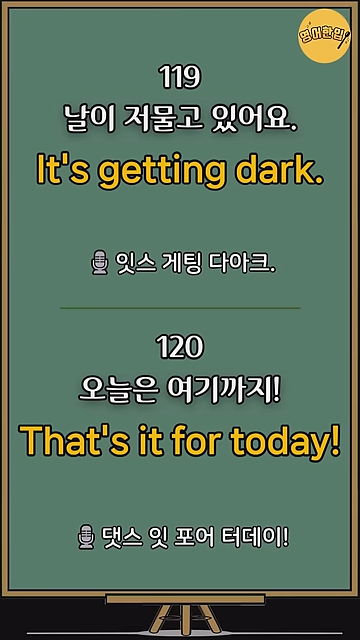 영어한입
119
날이 저물고 있어요.
It's getting dark.
잇스 게팅 다아크.
120
오늘은 여기까지!
That's it for today!
댓스 잇 포어 터데이!